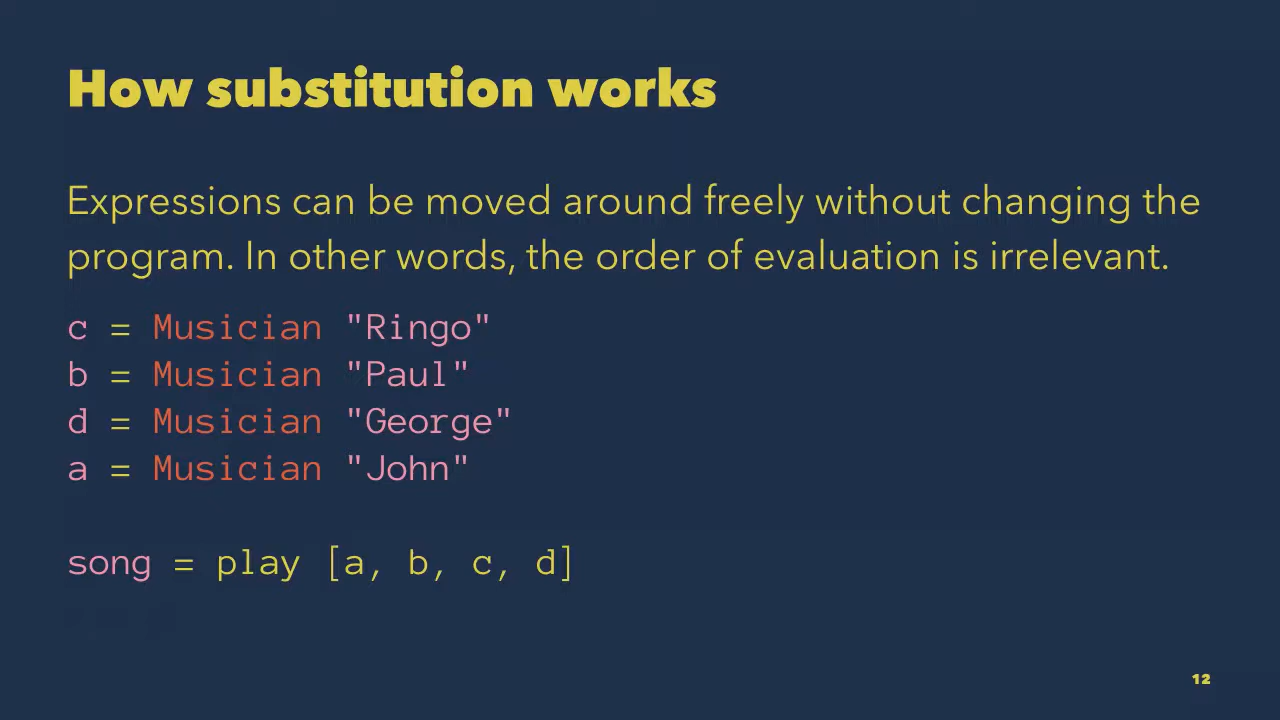 How substitution works
Expressions can be moved around freely without changing the
program. In other words, the order of evaluation is irrelevant.
c = Musician "Ringo"
b = Musician "Paul"
d = Musician "George"
a = Musician "John"
song = play [a, b, c, d]
12